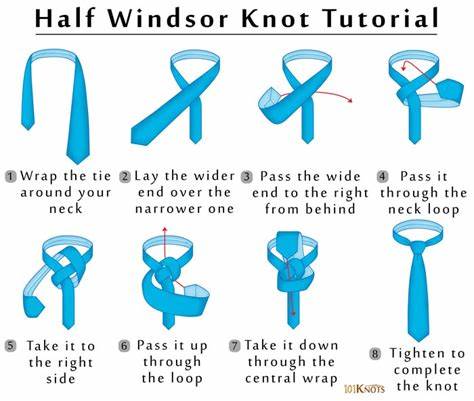 Half Windsor Knot Tutorial
1 Wrap the tie
around your
neck
2 Lay the wider
end over the
narrower one
3 Pass the wide
end to the right
from behind
4 Pass it
through the
neck loop
5 Take it to
the right
side
6 Pass it up
through
the loop
7 Take it down
through the
central wrap
8 Tighten to
complete
the knot
101KNOTS